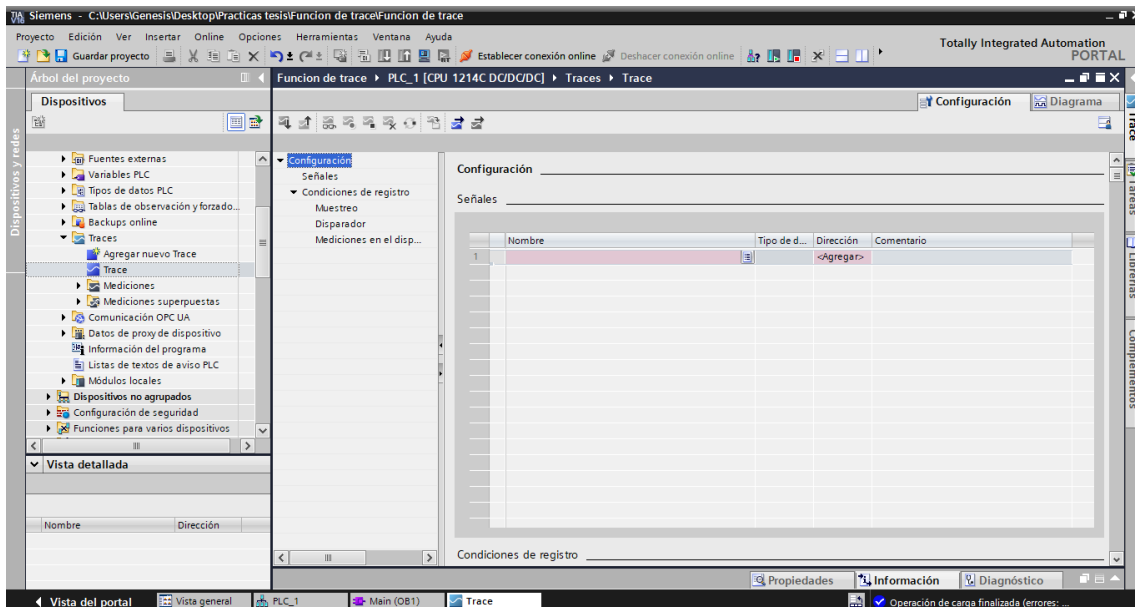 Siemens - C:\Users\Genesis\Desktop\Practicas tesis\Funcion de trace\Funcion de trace
Proyecto Edición Ver Insertar Online Opciones Herramientas Ventana Ayuda
Totally Integrated Automation
PORTAL
Guardar proyecto Establecer conexión online Deshacer conexión online
Árbol del proyecto
Funcion de trace PLC_1 [CPU 1214C DC/DC/DC] Traces Trace
Dispositivos
Configuración Diagrama
Dispositivos y redes
Fuentes externas
Variables PLC
Tipos de datos PLC
Tablas de observación y forzado...
Backups online
Traces
Agregar nuevo Trace
Trace
Mediciones
Mediciones superpuestas
Comunicación OPC UA
Datos de proxy de dispositivo
Información del programa
Listas de textos de aviso PLC
Módulos locales
Dispositivos no agrupados
Configuración de seguridad
Funciones para varios dispositivos
Vista detallada
Nombre Dirección
Configuración
Señales
Condiciones de registro
Muestreo
Disparador
Mediciones en el disp...
Configuración
Señales
Nombre Tipo de d... Dirección Comentario
1 <Agregar>
Condiciones de registro
Trace
Tareas
Librerías
Complementos
Propiedades Información Diagnóstico
Vista del portal Vista general PLC_1 Main (OB1) Trace Operación de carga finalizada (errores: ...